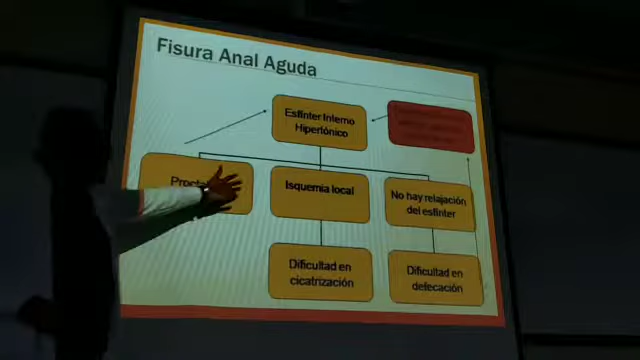 Fisura Anal Aguda
Esfínter Interno
Hipertónico
Isquemia local
No hay relajación
del esfínter
Dificultad en
cicatrización
Dificultad en
defecación